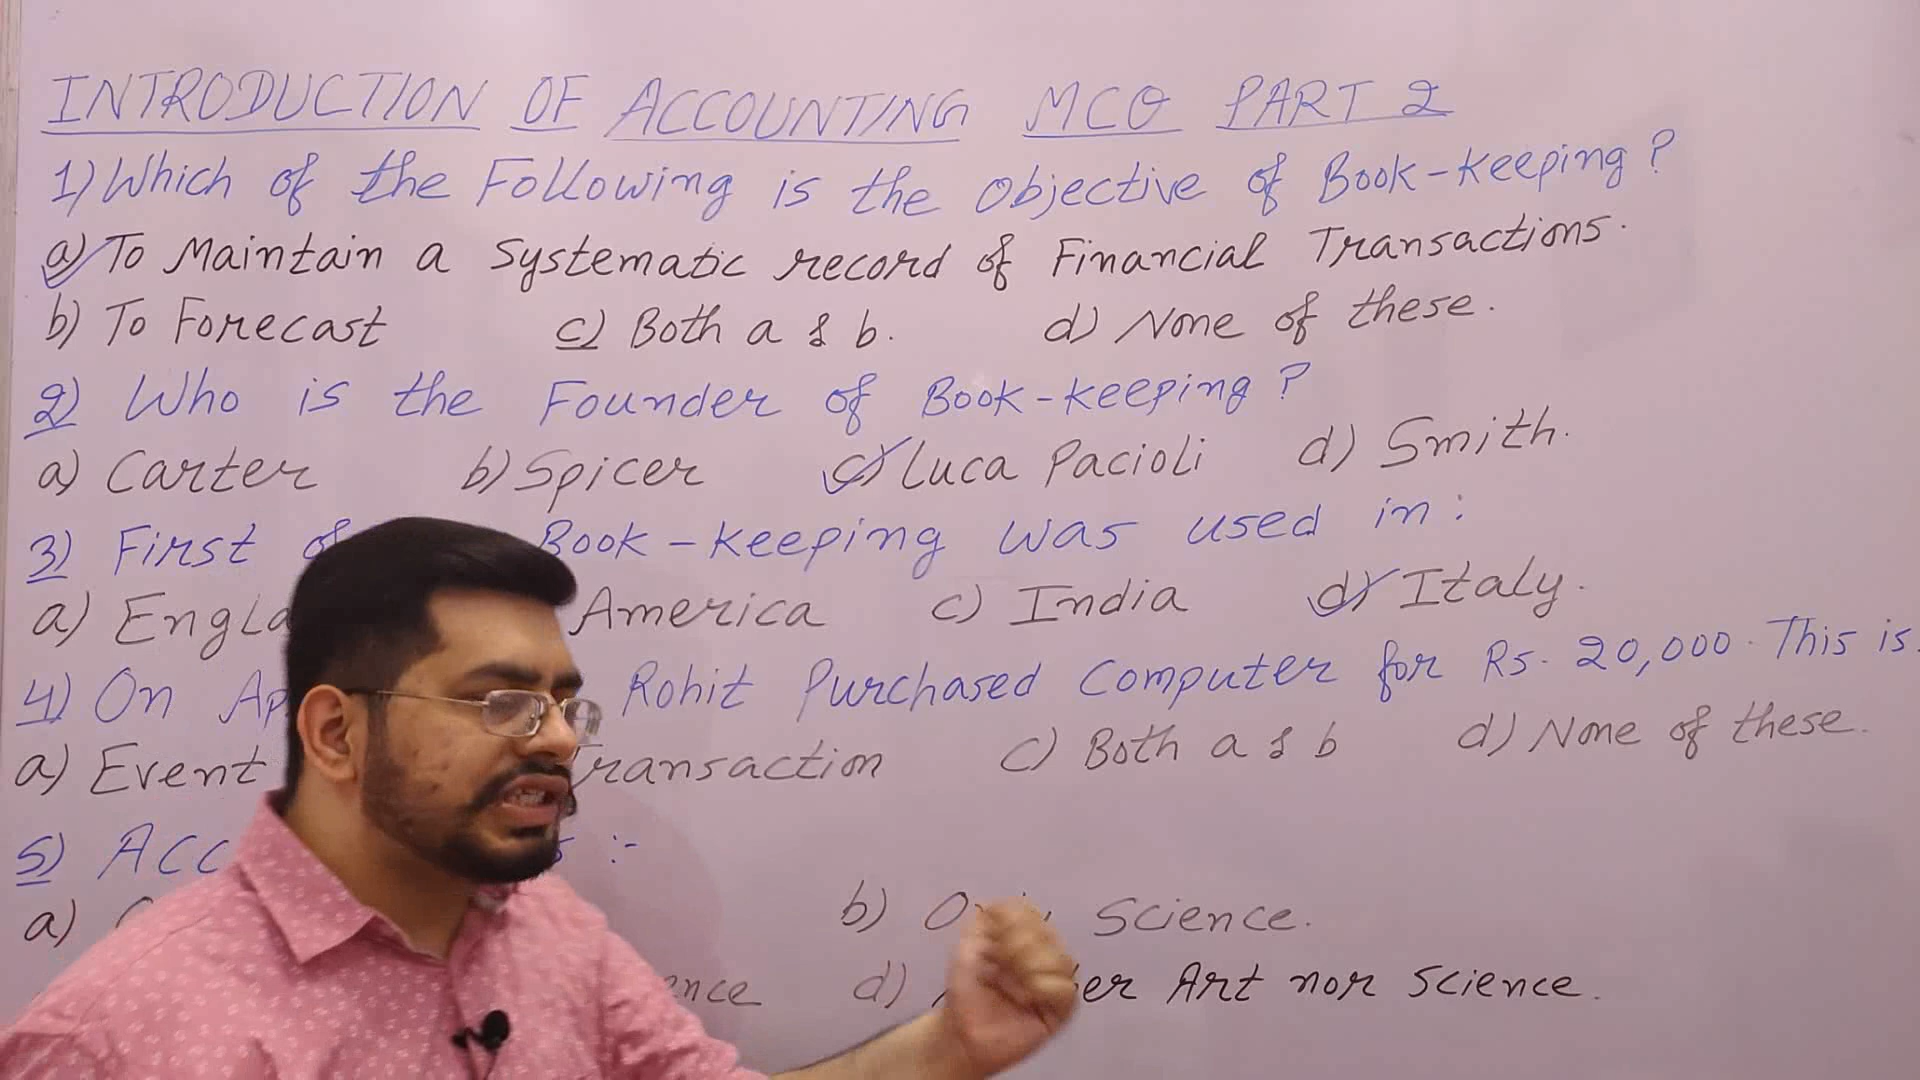 INTRODUCTION OF ACCOUNTING MCQ PART 2
1) Which of the Following is the Objective of Book-Keeping?
a) To Maintain a Systematic record of Financial Transactions.
b) To Forecast c) Both a & b. d) None of these.
2) Who is the Founder of Book-keeping?
a) Carter b) Spicer c) Luca Pacioli d) Smith.
3) First of Book-Keeping was used in:
a) America c) India d) Italy.
4) On Rohit Purchased Computer for Rs. 20,000. This is
a) Event Transaction c) Both a & b d) None of these.
5) :-
a) b) Science.
d) Art nor Science.